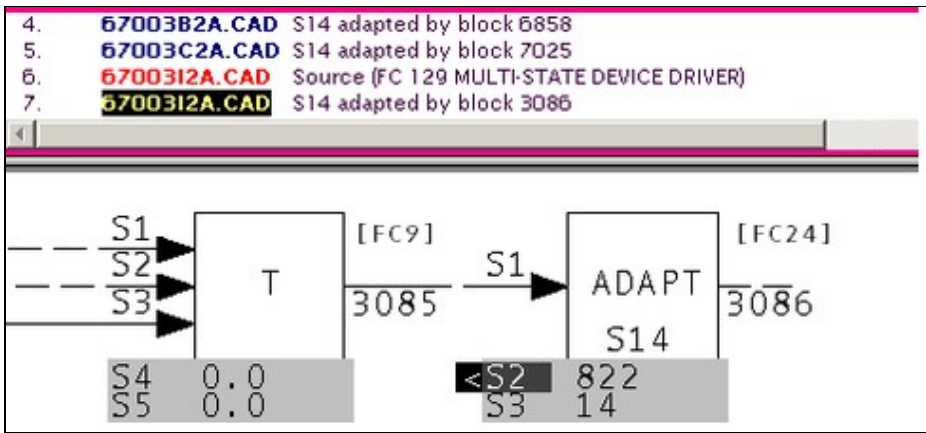 4. 67003B2A.CAD S14 adapted by block 6858
5. 67003C2A.CAD S14 adapted by block 7025
6. 67003I2A.CAD Source (FC 129 MULTI-STATE DEVICE DRIVER)
7. 67003I2A.CAD S14 adapted by block 3086
S1 [FC9] [FC24]
S2 T S1 ADAPT
S3 3085 3086
S14
S4 0.0 <S2 822
S5 0.0 S3 14